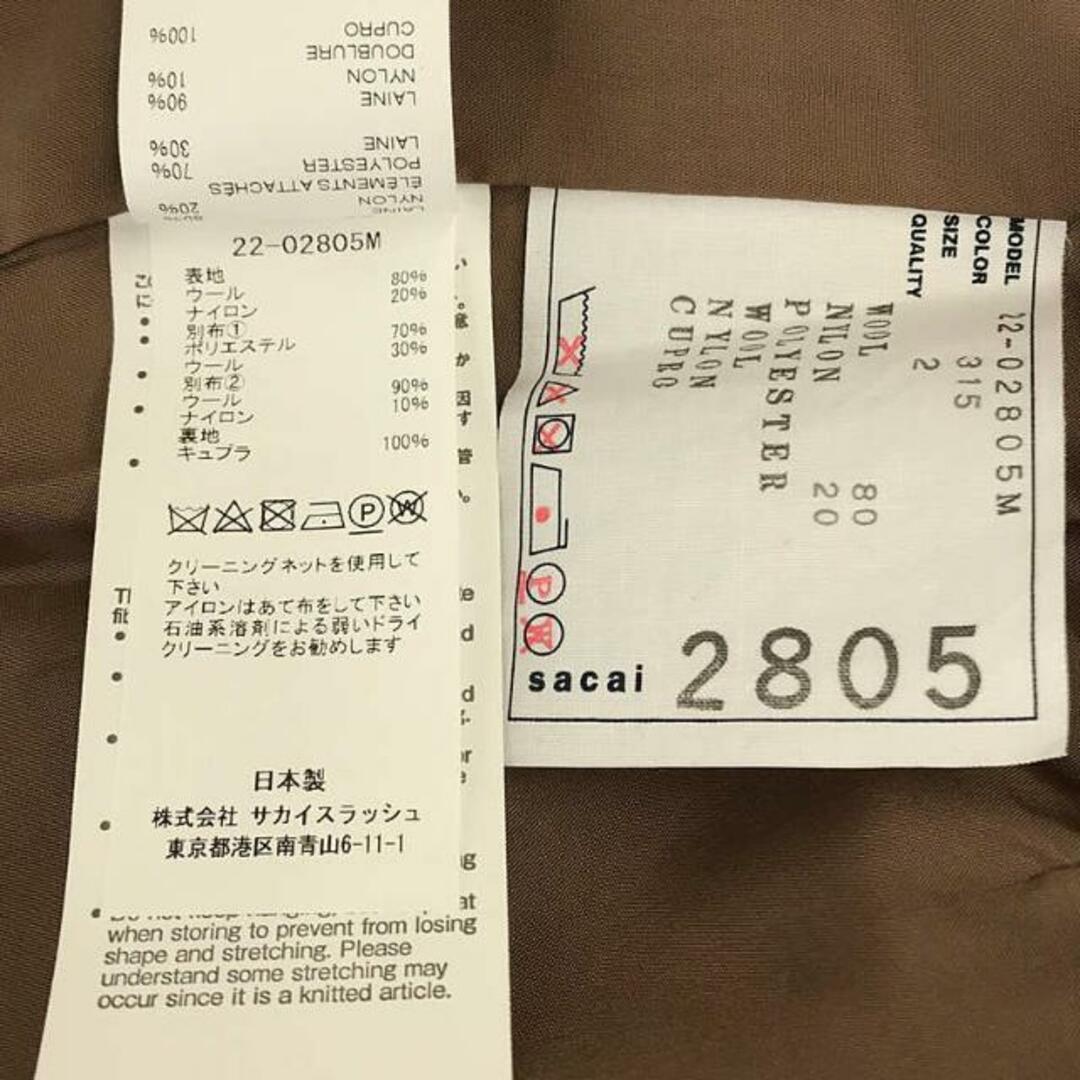 CUPRO 100%
DOUBLURE
NYLON 10%
LAINE 90%
LAINE 30%
POLYESTER 70%
ÉLÉMENTS ATTACHÉS
NYLON 20%
LAINE
22-02805M
表地 80%
ウール 20%
ナイロン
別布① 70%
ポリエステル 30%
ウール
別布② 90%
ウール 10%
ナイロン
裏地 100%
キュプラ
P
W
クリーニングネットを使用して
下さい
アイロンはあて布をして下さい
石油系溶剤による弱いドライ
クリーニングをお勧めします
日本製
株式会社 サカイスラッシュ
東京都港区南青山6-11-1
when storing to prevent from losing
shape and stretching. Please
understand some stretching may
occur since it is a knitted article.
MODEL 22-02805M
COLOR 315
SIZE 2
QUALITY
WOOL 80
NYLON 20
POLYESTER
WOOL
NYLON
CUPRO
P
W
sacai
2805